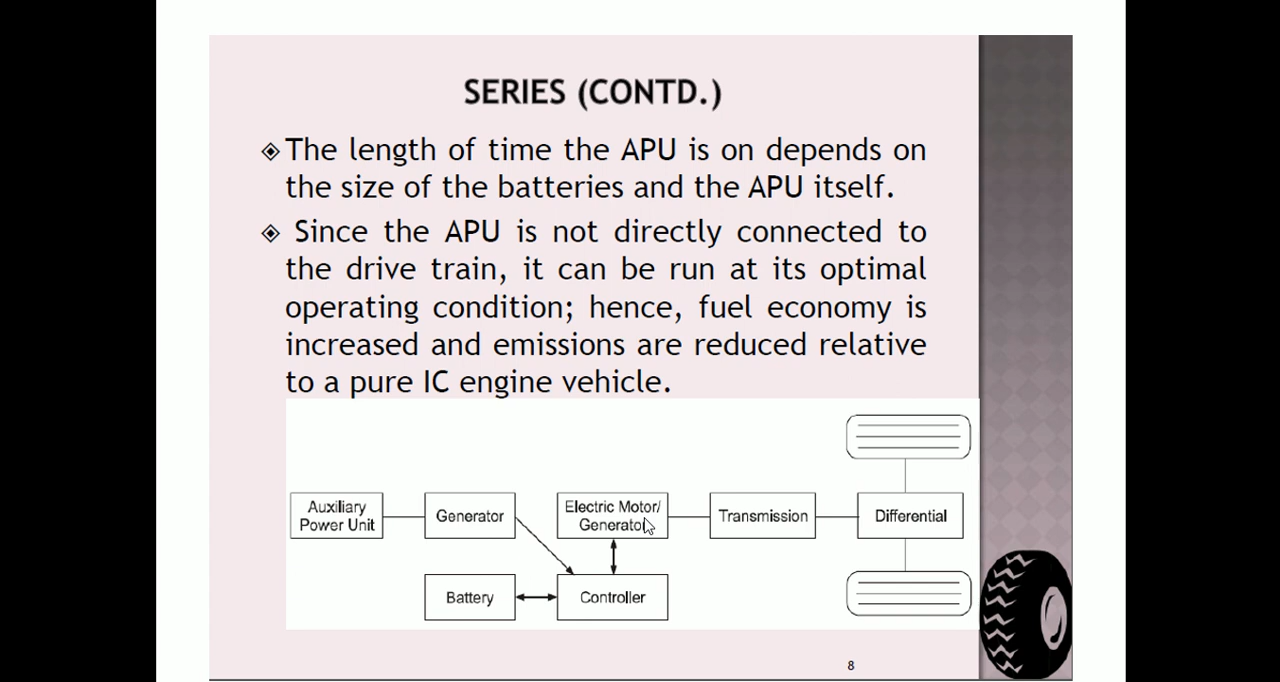 SERIES (CONTD.)
The length of time the APU is on depends on
the size of the batteries and the APU itself.
Since the APU is not directly connected to
the drive train, it can be run at its optimal
operating condition; hence, fuel economy is
increased and emissions are reduced relative
to a pure IC engine vehicle.
Auxiliary
Power Unit
Generator
Electric Motor/
Generator
Transmission
Differential
Battery
Controller
8